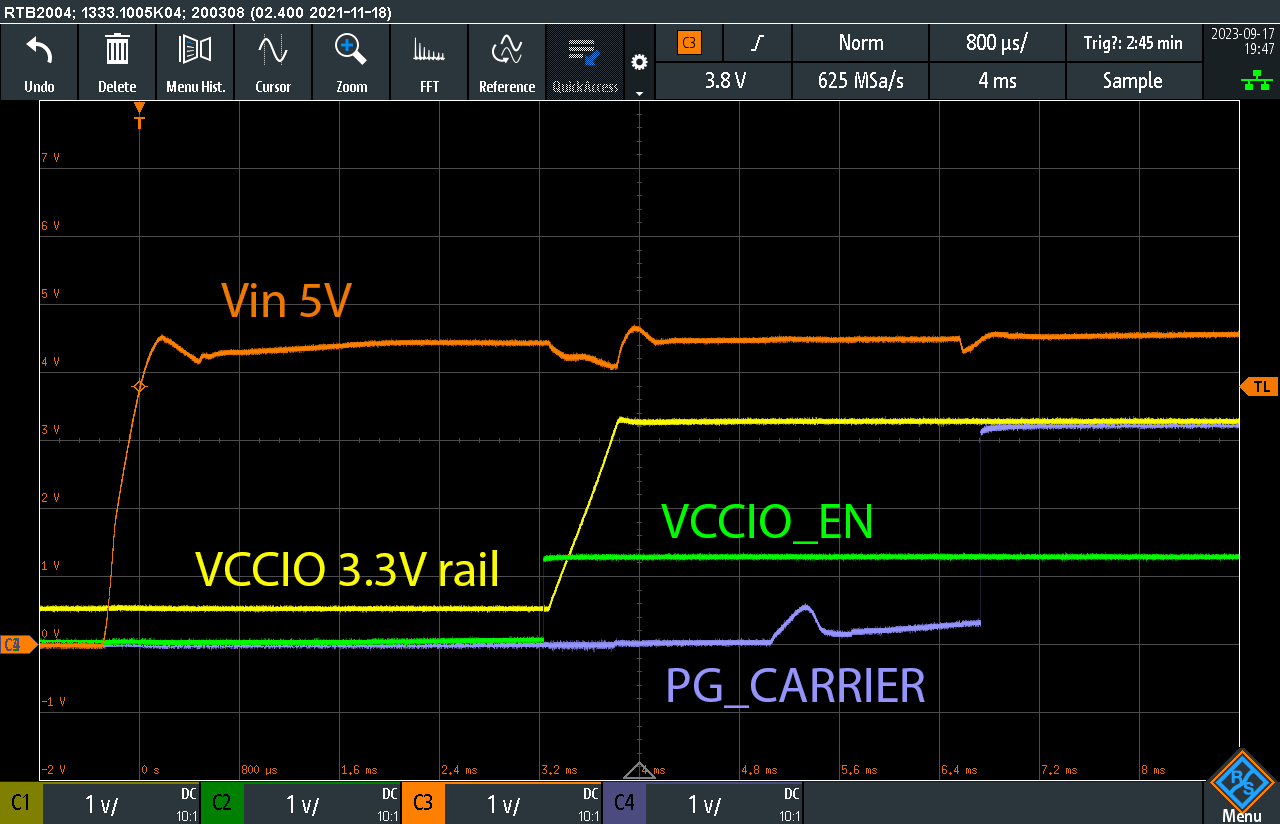 RTB2004; 1333.1005K04; 200308 (02.400 2021-11-18)
Undo
Delete
Menu Hist.
Cursor
Zoom
FFT
Reference
QuickAccess
C3
Norm
800 µs/
Trig?: 2:45 min
2023-09-17
19:47
3.8 V
625 MSa/s
4 ms
Sample
T
7 V
6 V
5 V
4 V
3 V
2 V
1 V
0 V
-1 V
-2 V
Vin 5V
TL
VCCIO_EN
VCCIO 3.3V rail
PG_CARRIER
0 s
800 µs
1.6 ms
2.4 ms
3.2 ms
4 ms
4.8 ms
5.6 ms
6.4 ms
7.2 ms
8 ms
C1
1 V/
DC
10:1
C2
1 V/
DC
10:1
C3
1 V/
DC
10:1
C4
1 V/
DC
10:1
R
S
Menu